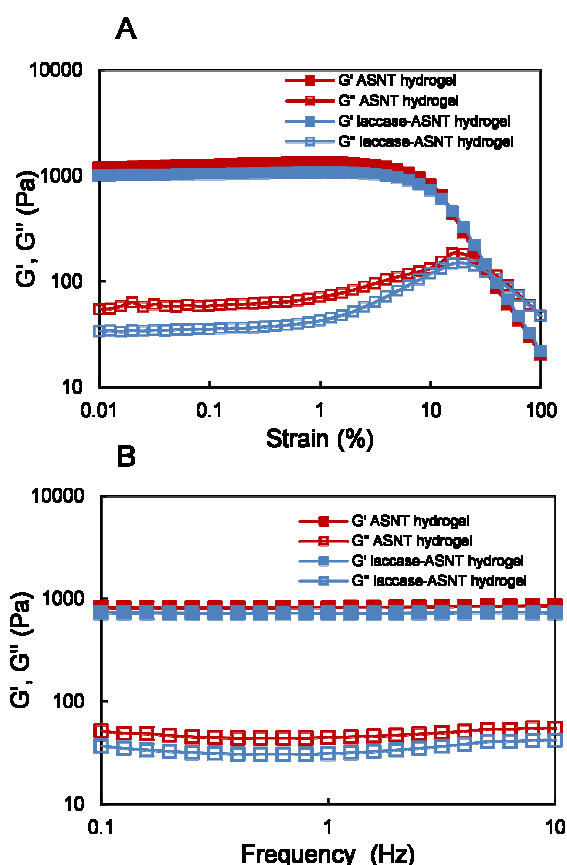 A
10000
G' ASNT hydrogel
G" ASNT hydrogel
G' laccase-ASNT hydrogel
G" laccase-ASNT hydrogel
1000
G', G" (Pa)
100
10
0.01 0.1 1 10 100
Strain (%)
B
10000
G' ASNT hydrogel
G" ASNT hydrogel
G' laccase-ASNT hydrogel
G" laccase-ASNT hydrogel
1000
G', G" (Pa)
100
10
0.1 1 10
Frequency (Hz)